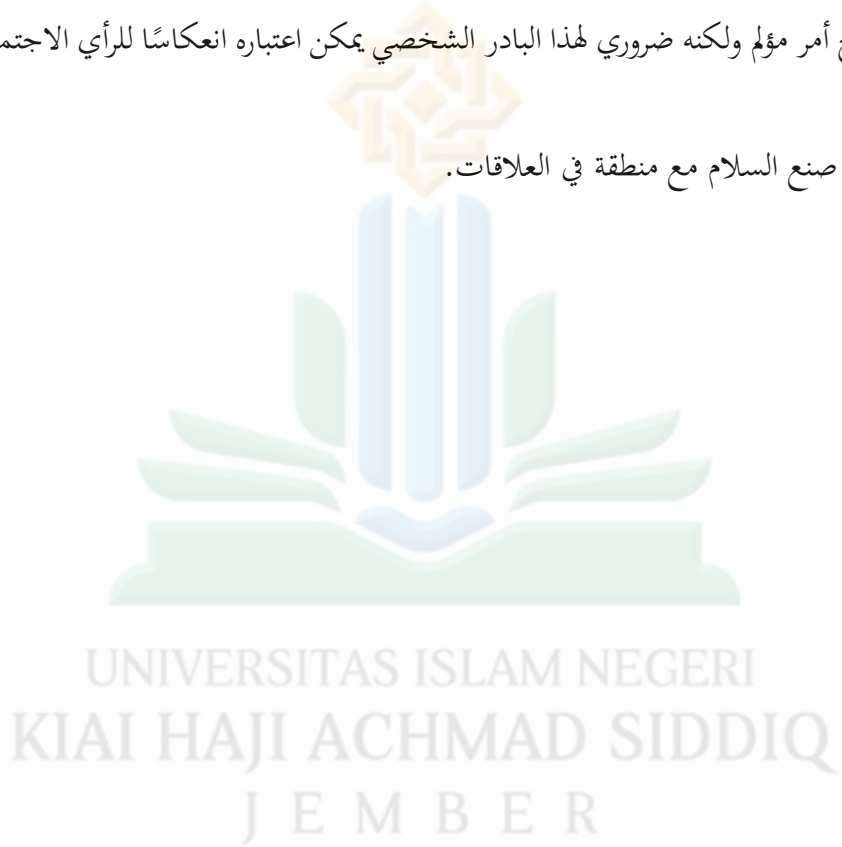 أمر مؤلم ولكنه ضروري لهذا البادر الشخصي يمكن اعتباره انعكاسًا للرأي
صنع السلام مع منطقة في العلاقات.
UNIVERSITAS ISLAM NEGERI
KIAI HAJI ACHMAD SIDDIQ
JEMBER